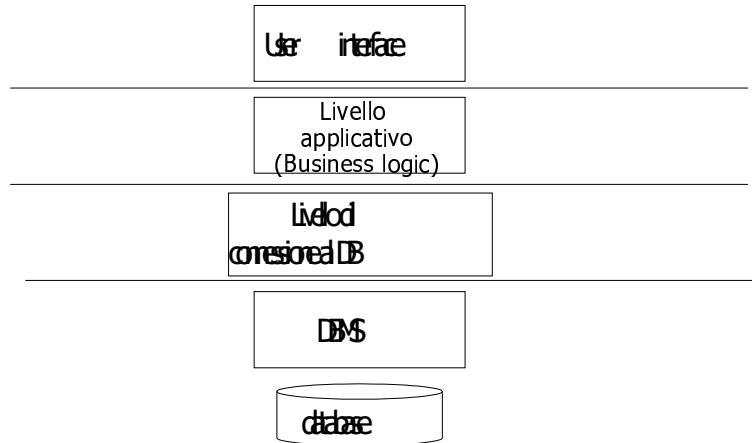 User interface
Livello
applicativo
(Business logic)
Livello di
connessione al DB
DBMS
database